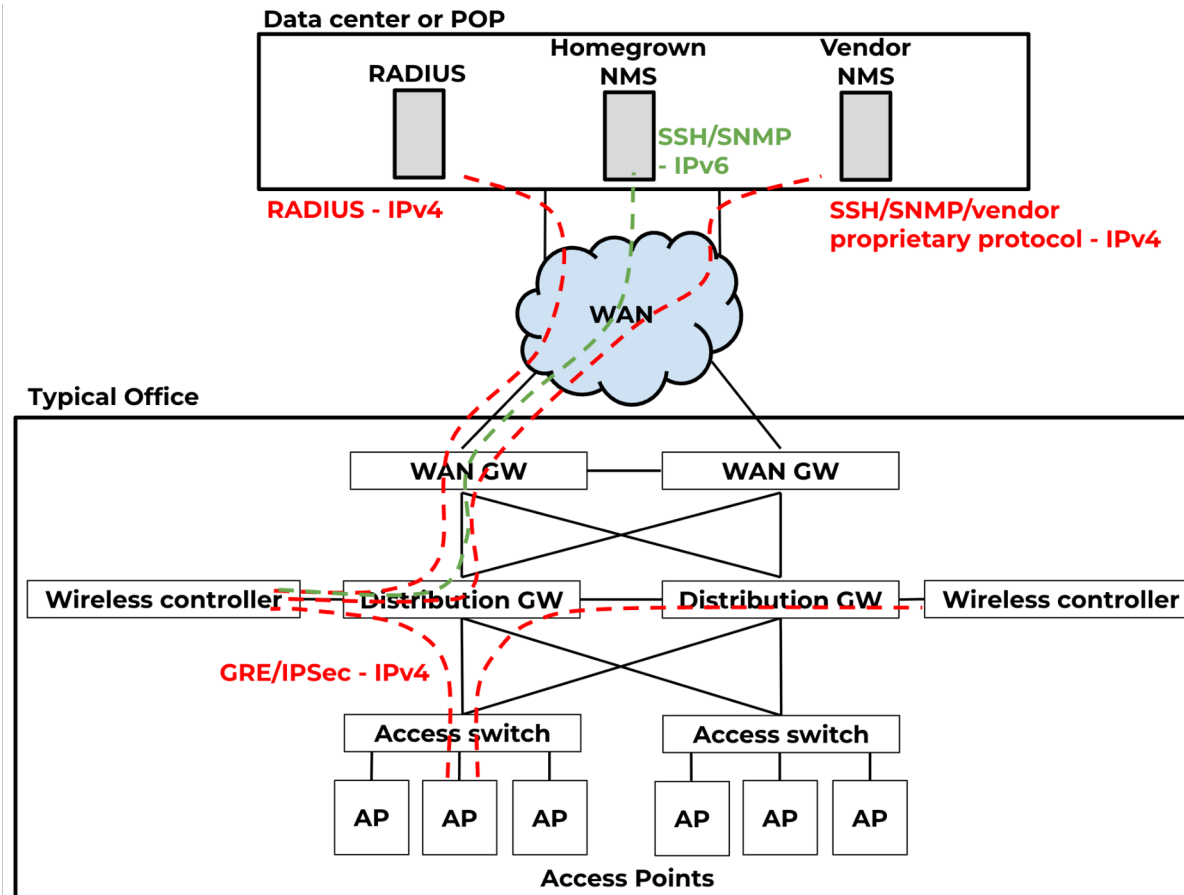 Data center or POP
RADIUS
Homegrown
NMS
Vendor
NMS
SSH/SNMP
- IPv6
RADIUS - IPv4
SSH/SNMP/vendor
proprietary protocol - IPv4
WAN
Typical Office
WAN GW
WAN GW
Wireless controller
Distribution GW
Distribution GW
Wireless controller
GRE/IPSec - IPv4
Access switch
Access switch
AP
AP
AP
AP
AP
AP
Access Points